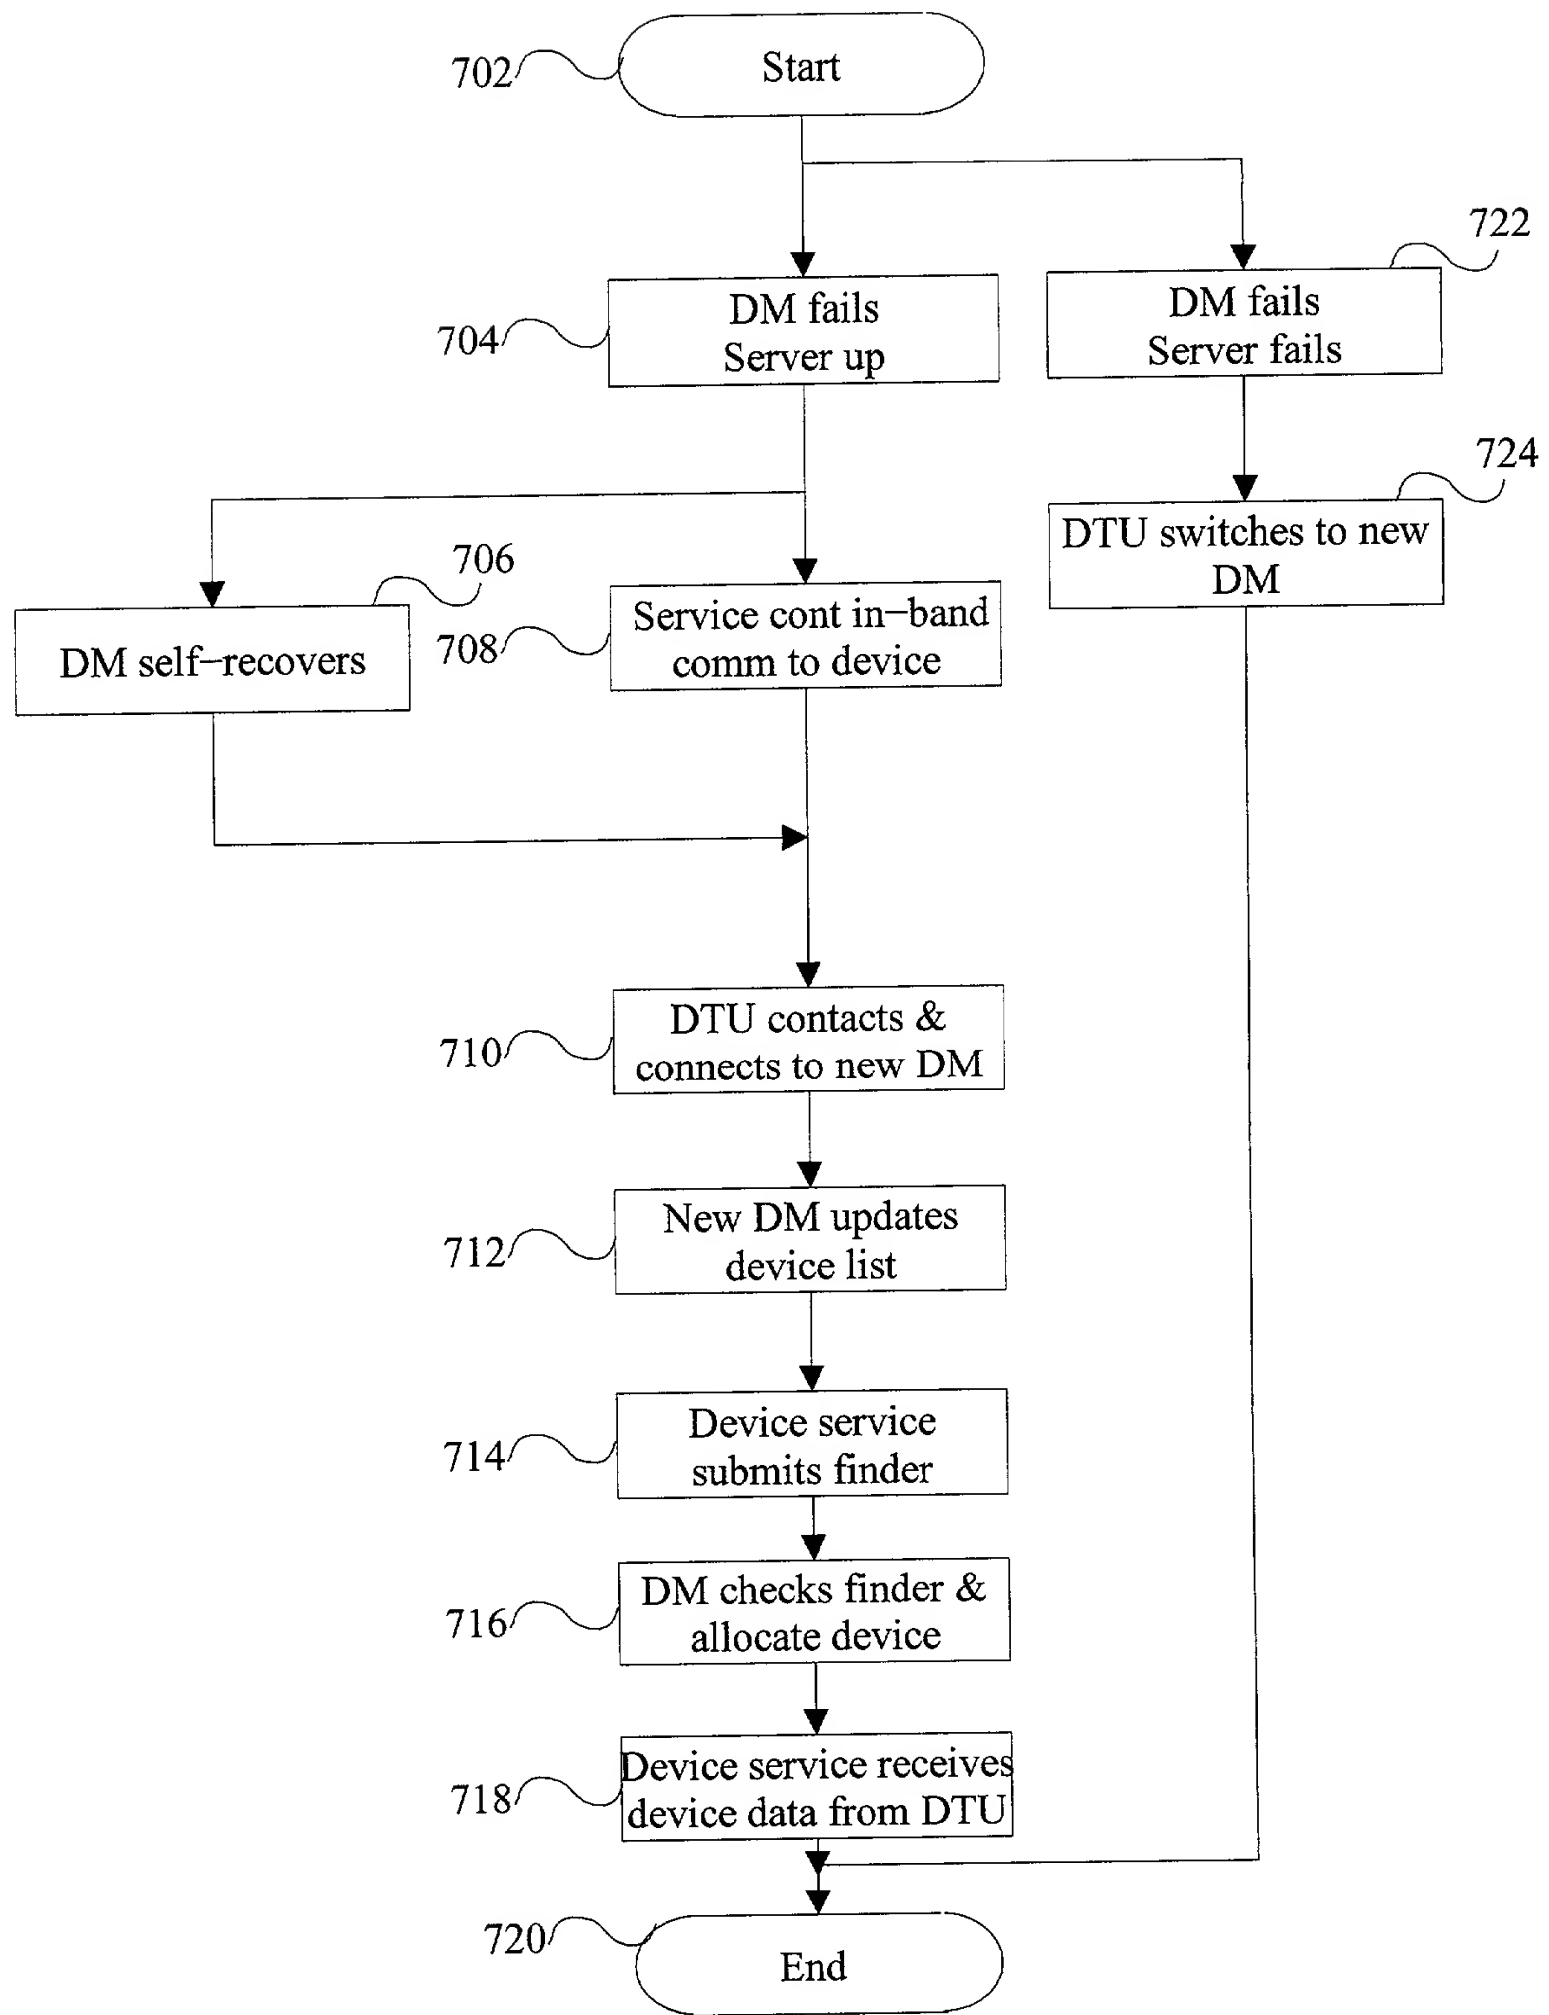 702
Start
722
704
DM fails
Server up
DM fails
Server fails
724
DTU switches to new
DM
706
DM self-recovers
708
Service cont in-band
comm to device
710
DTU contacts &
connects to new DM
712
New DM updates
device list
714
Device service
submits finder
716
DM checks finder &
allocate device
718
Device service receives
device data from DTU
720
End